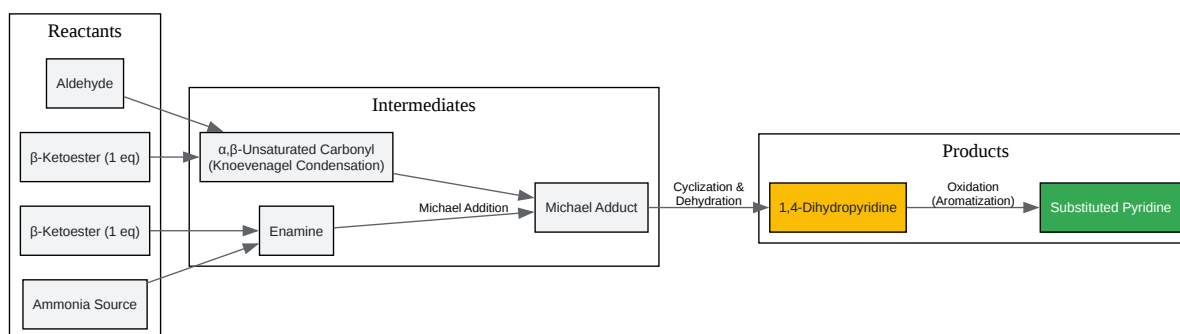 Reactants
Aldehyde
β-Ketoester (1 eq)
β-Ketoester (1 eq)
Ammonia Source
Intermediates
α,β-Unsaturated Carbonyl
(Knoevenagel Condensation)
Enamine
Michael Addition
Michael Adduct
Cyclization &
Dehydration
Products
1,4-Dihydropyridine
Oxidation
(Aromatization)
Substituted Pyridine